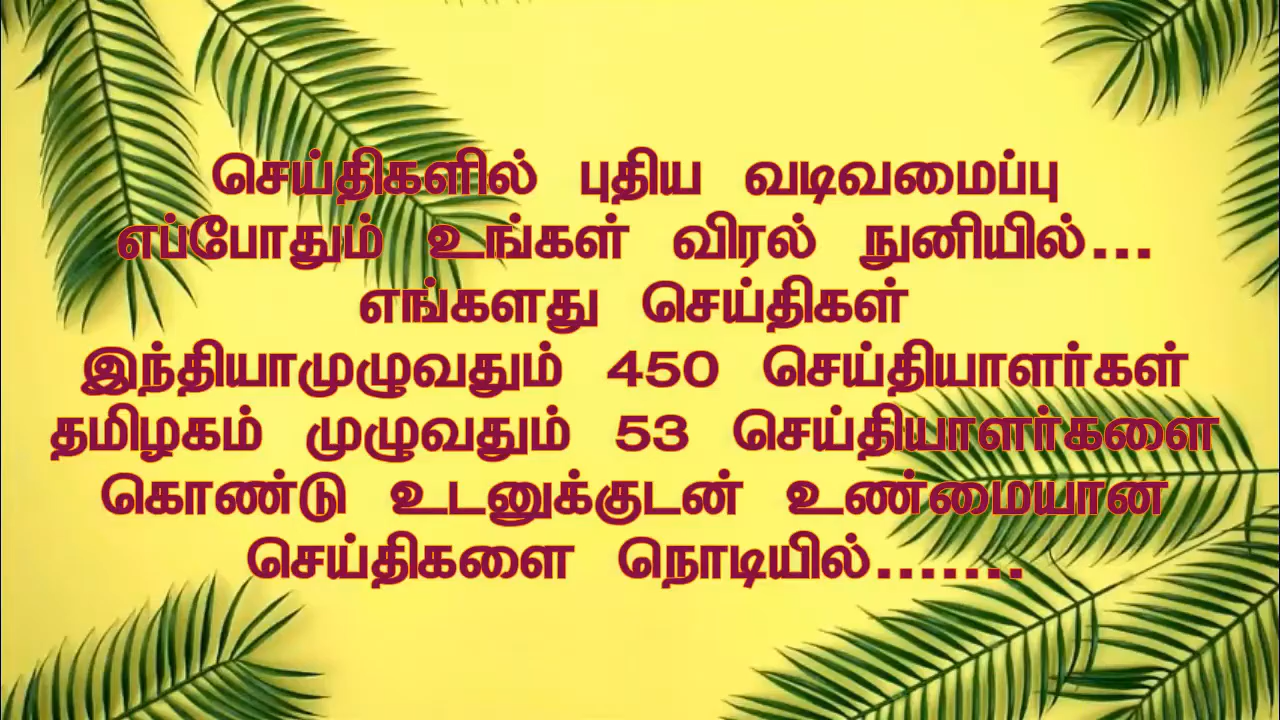 செய்திகளில் புதிய வடிவமைப்பு
எப்போதும் உங்கள் விரல் நுனியில்...
எங்களது செய்திகள்
இந்தியாமுழுவதும் 450 செய்தியாளர்கள்
தமிழகம் முழுவதும் 53 செய்தியாளர்களை
கொண்டு உடனுக்குடன் உண்மையான
செய்திகளை நொடியில்.......